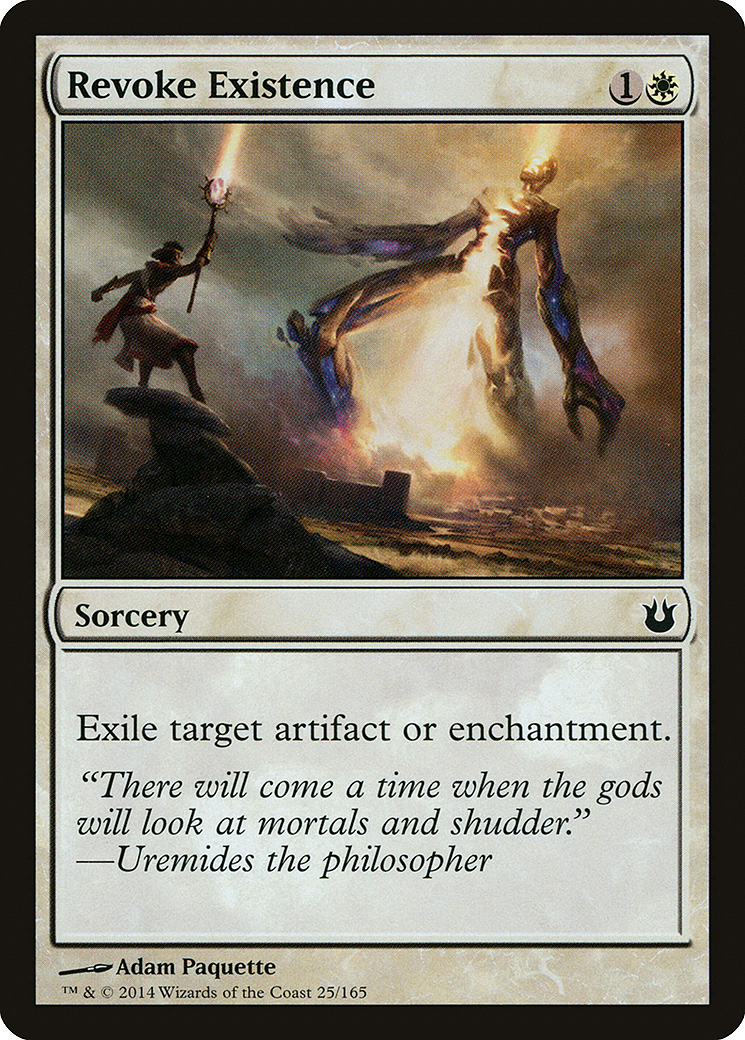 Revoke Existence 1
Sorcery
Exile target artifact or enchantment.
“There will come a time when the gods
will look at mortals and shudder.”
—Uremides the philosopher
Adam Paquette
™ & © 2014 Wizards of the Coast 25/165